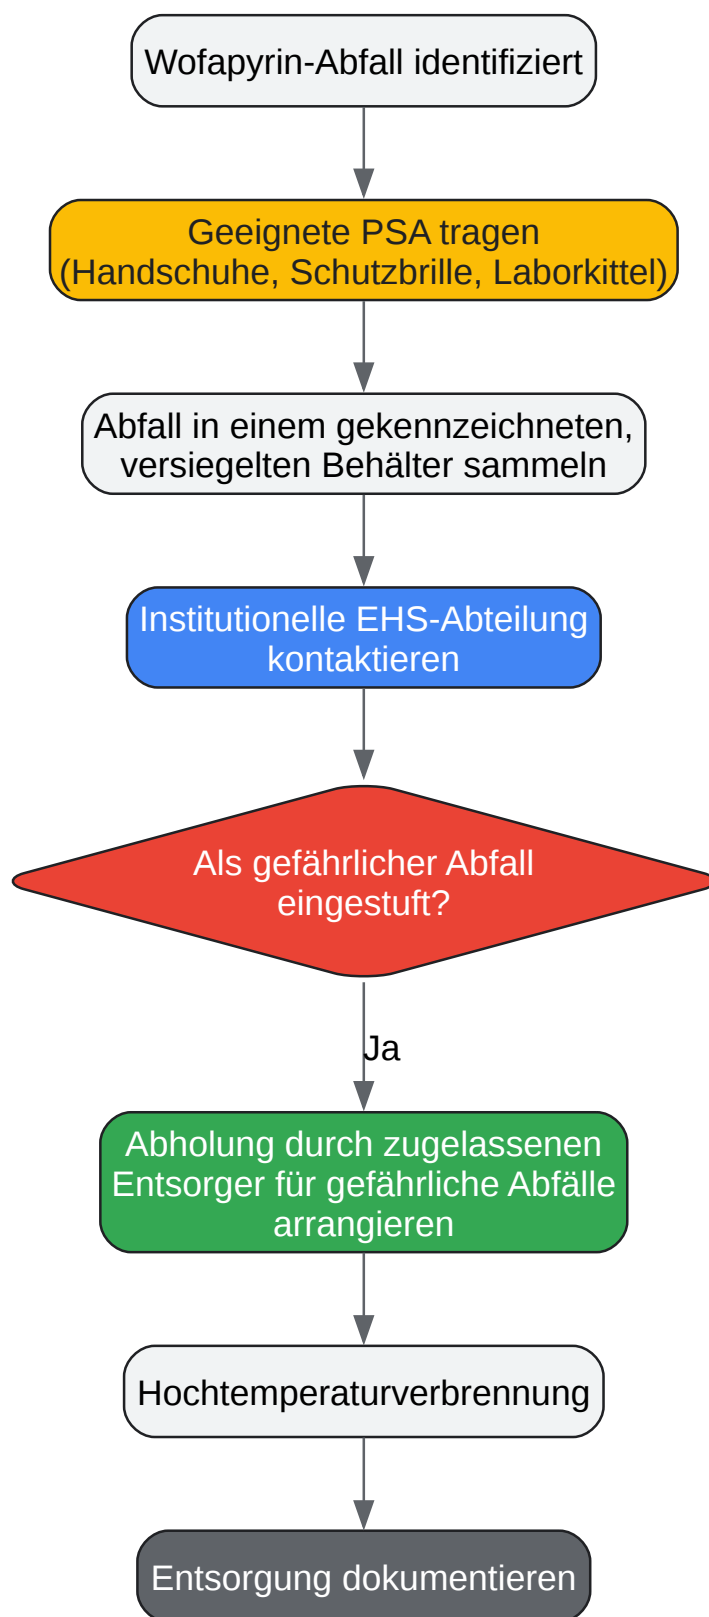 Wofapyrin-Abfall identifiziert
Geeignete PSA tragen
(Handschuhe, Schutzbrille, Laborkittel)
Abfall in einem gekennzeichneten,
versiegelten Behälter sammeln
Institutionelle EHS-Abteilung
kontaktieren
Als gefährlicher Abfall
eingestuft?
Ja
Abholung durch zugelassenen
Entsorger für gefährliche Abfälle
arrangieren
Hochtemperaturverbrennung
Entsorgung dokumentieren